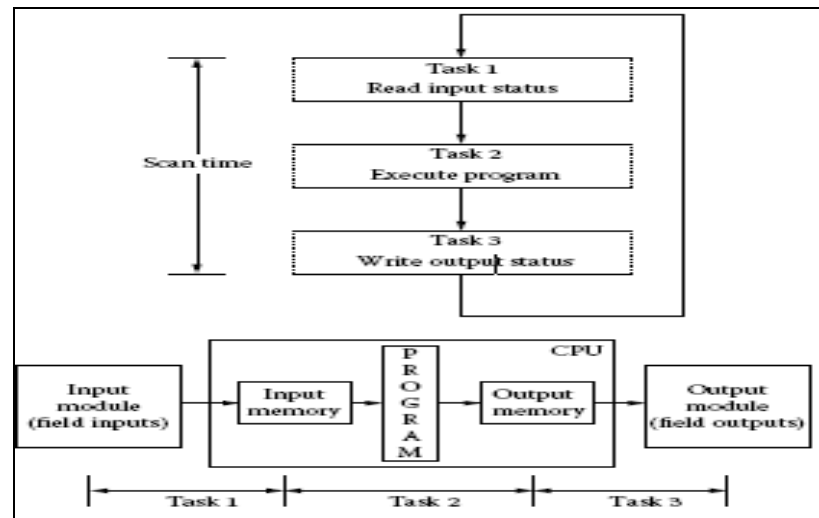 Task 1
Read input status
Scan time
Task 2
Execute program
Task 3
Write output status
CPU
Input
module
(field inputs)
Input
memory
PROGRAM
Output
memory
Output
module
(field outputs)
Task 1
Task 2
Task 3